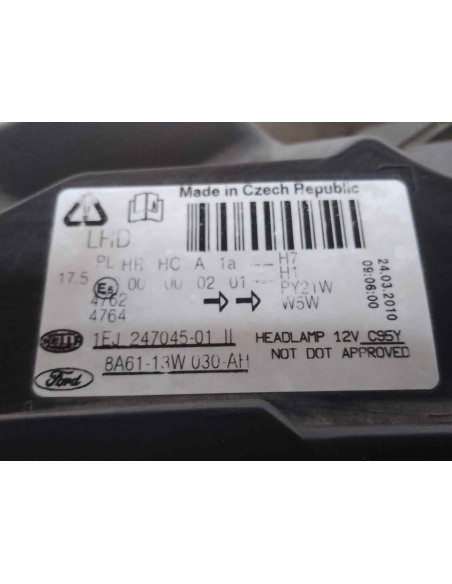 Made in Czech Republic
LHD
PL HR HC A 1a -- H7
H1
17.5 E5 00 00 02 01 PY21W
4762 → → W5W
4764
24.03.2010
09:06:00
HELLA 1EJ 247045-01 II HEADLAMP 12V C95Y
NOT DOT APPROVED
Ford 8A61-13W 030-AH